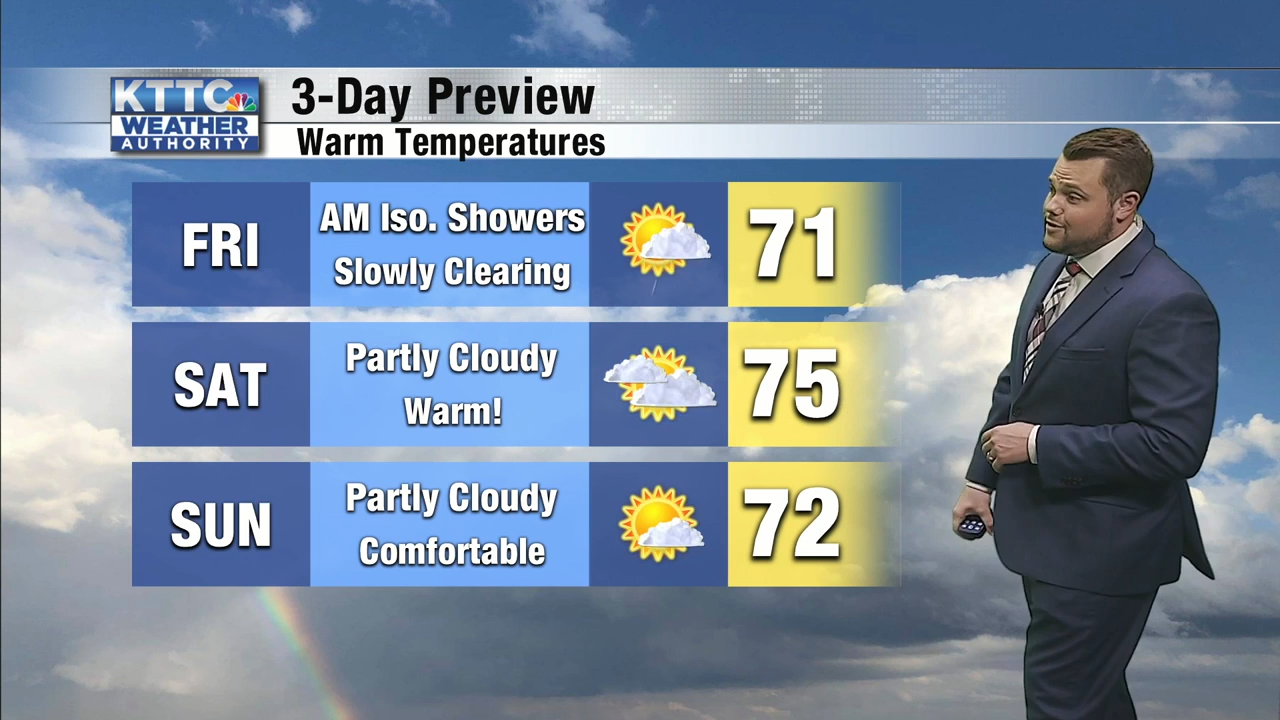 KTTC
WEATHER
AUTHORITY
3-Day Preview
Warm Temperatures
FRI
AM Iso. Showers
Slowly Clearing
71
SAT
Partly Cloudy
Warm!
75
SUN
Partly Cloudy
Comfortable
72